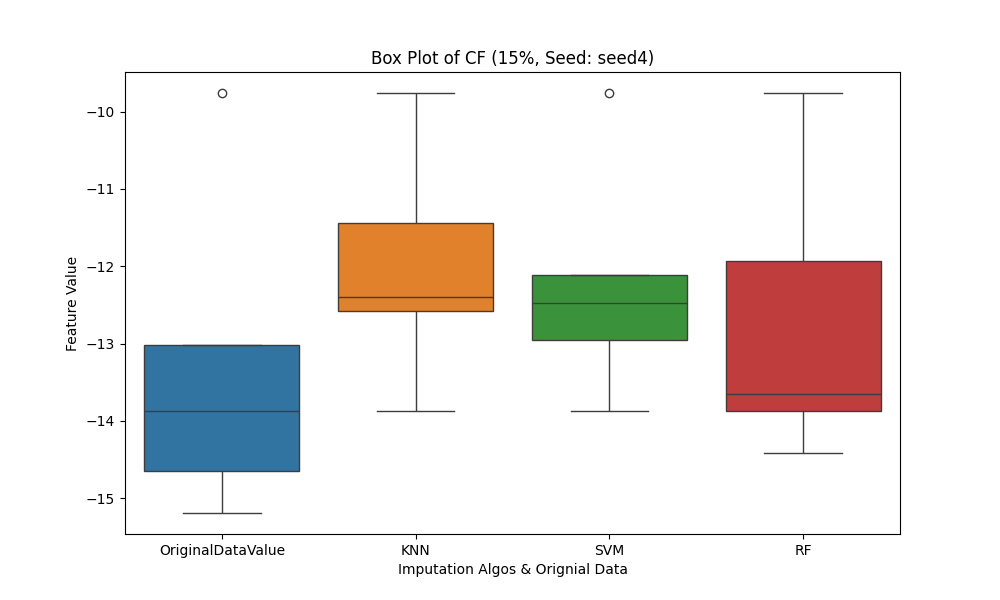 Box Plot of CF (15%, Seed: seed4)
Feature Value
−10
−11
−12
−13
−14
−15
OriginalDataValue
KNN
SVM
RF
Imputation Algos & Orignial Data